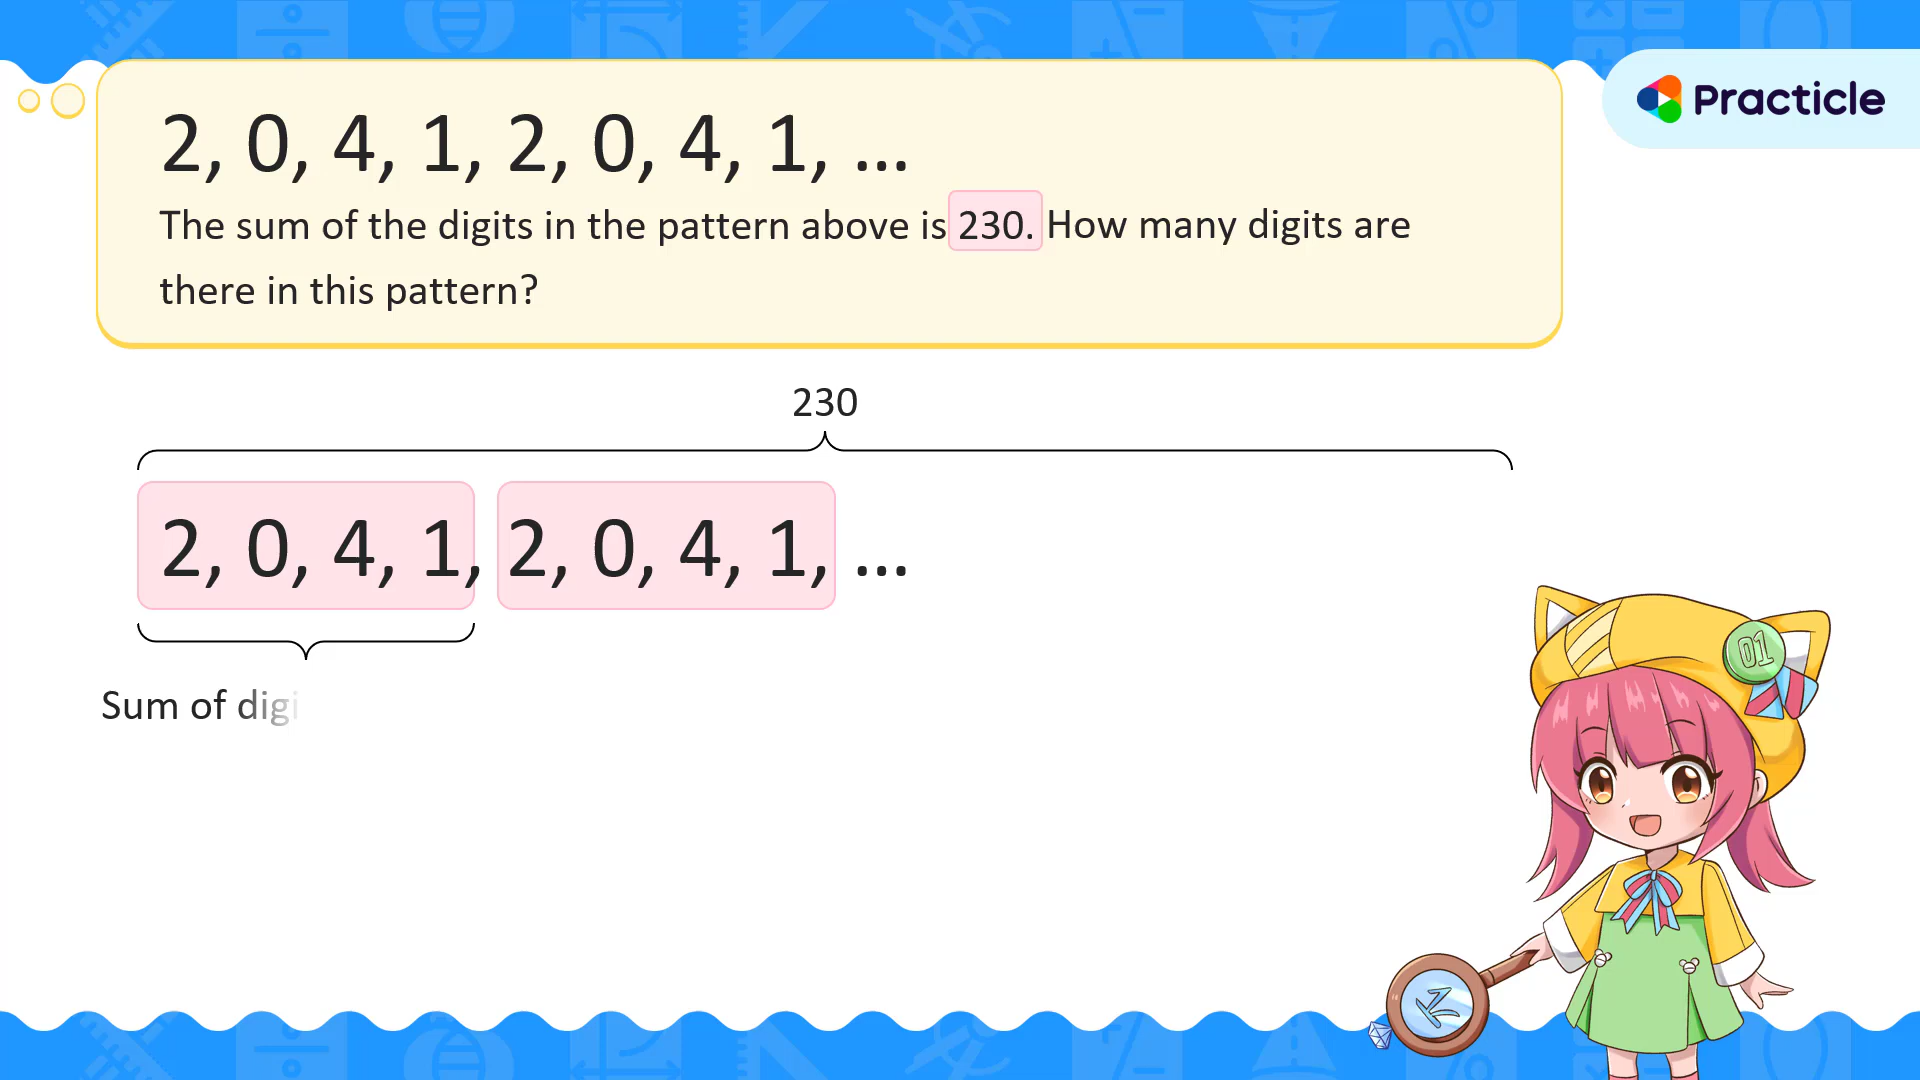 2, 0, 4, 1, 2, 0, 4, 1, ...
Practicle
The sum of the digits in the pattern above is 230. How many digits are
there in this pattern?
230
2, 0, 4, 1, 2, 0, 4, 1, ...
01
Sum of digi